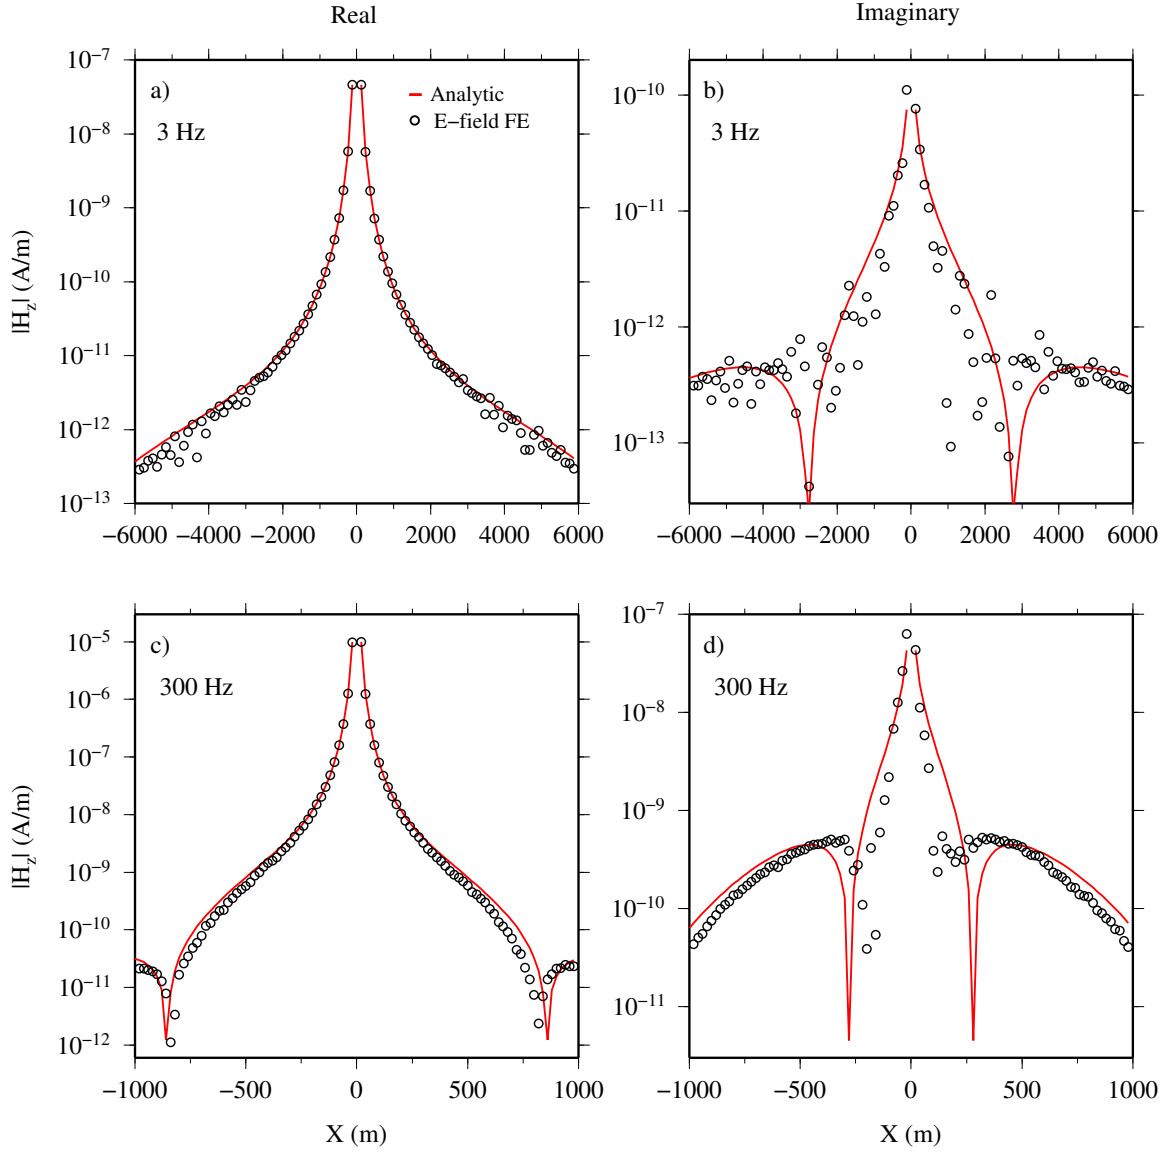 Real
Imaginary
a)
3 Hz
Analytic
E−field FE
|H_z| (A/m)
10^−7
10^−8
10^−9
10^−10
10^−11
10^−12
10^−13
−6000 −4000 −2000 0 2000 4000 6000
b)
3 Hz
10^−10
10^−11
10^−12
10^−13
−6000 −4000 −2000 0 2000 4000 6000
c)
300 Hz
|H_z| (A/m)
10^−5
10^−6
10^−7
10^−8
10^−9
10^−10
10^−11
10^−12
−1000 −500 0 500 1000
X (m)
d)
300 Hz
10^−7
10^−8
10^−9
10^−10
10^−11
−1000 −500 0 500 1000
X (m)